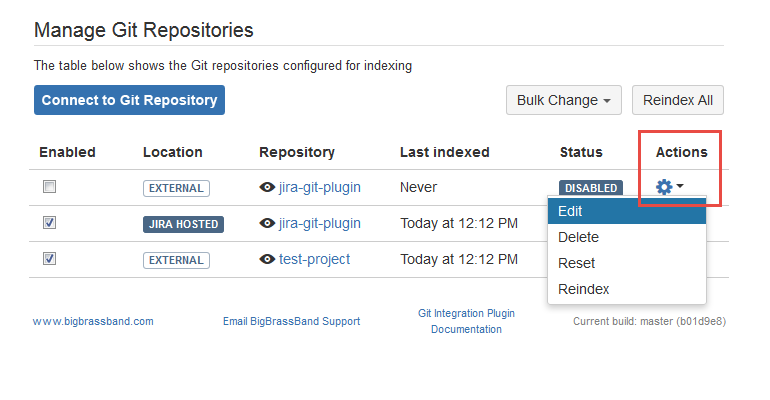 Manage Git Repositories
The table below shows the Git repositories configured for indexing
Connect to Git Repository Bulk Change Reindex All
Enabled Location Repository Last indexed Status Actions
EXTERNAL jira-git-plugin Never DISABLED
JIRA HOSTED jira-git-plugin Today at 12:12 PM Edit
Delete
EXTERNAL test-project Today at 12:12 PM Reset
Reindex
www.bigbrassband.com Email BigBrassBand Support Git Integration Plugin Current build: master (b01d9e8)
Documentation